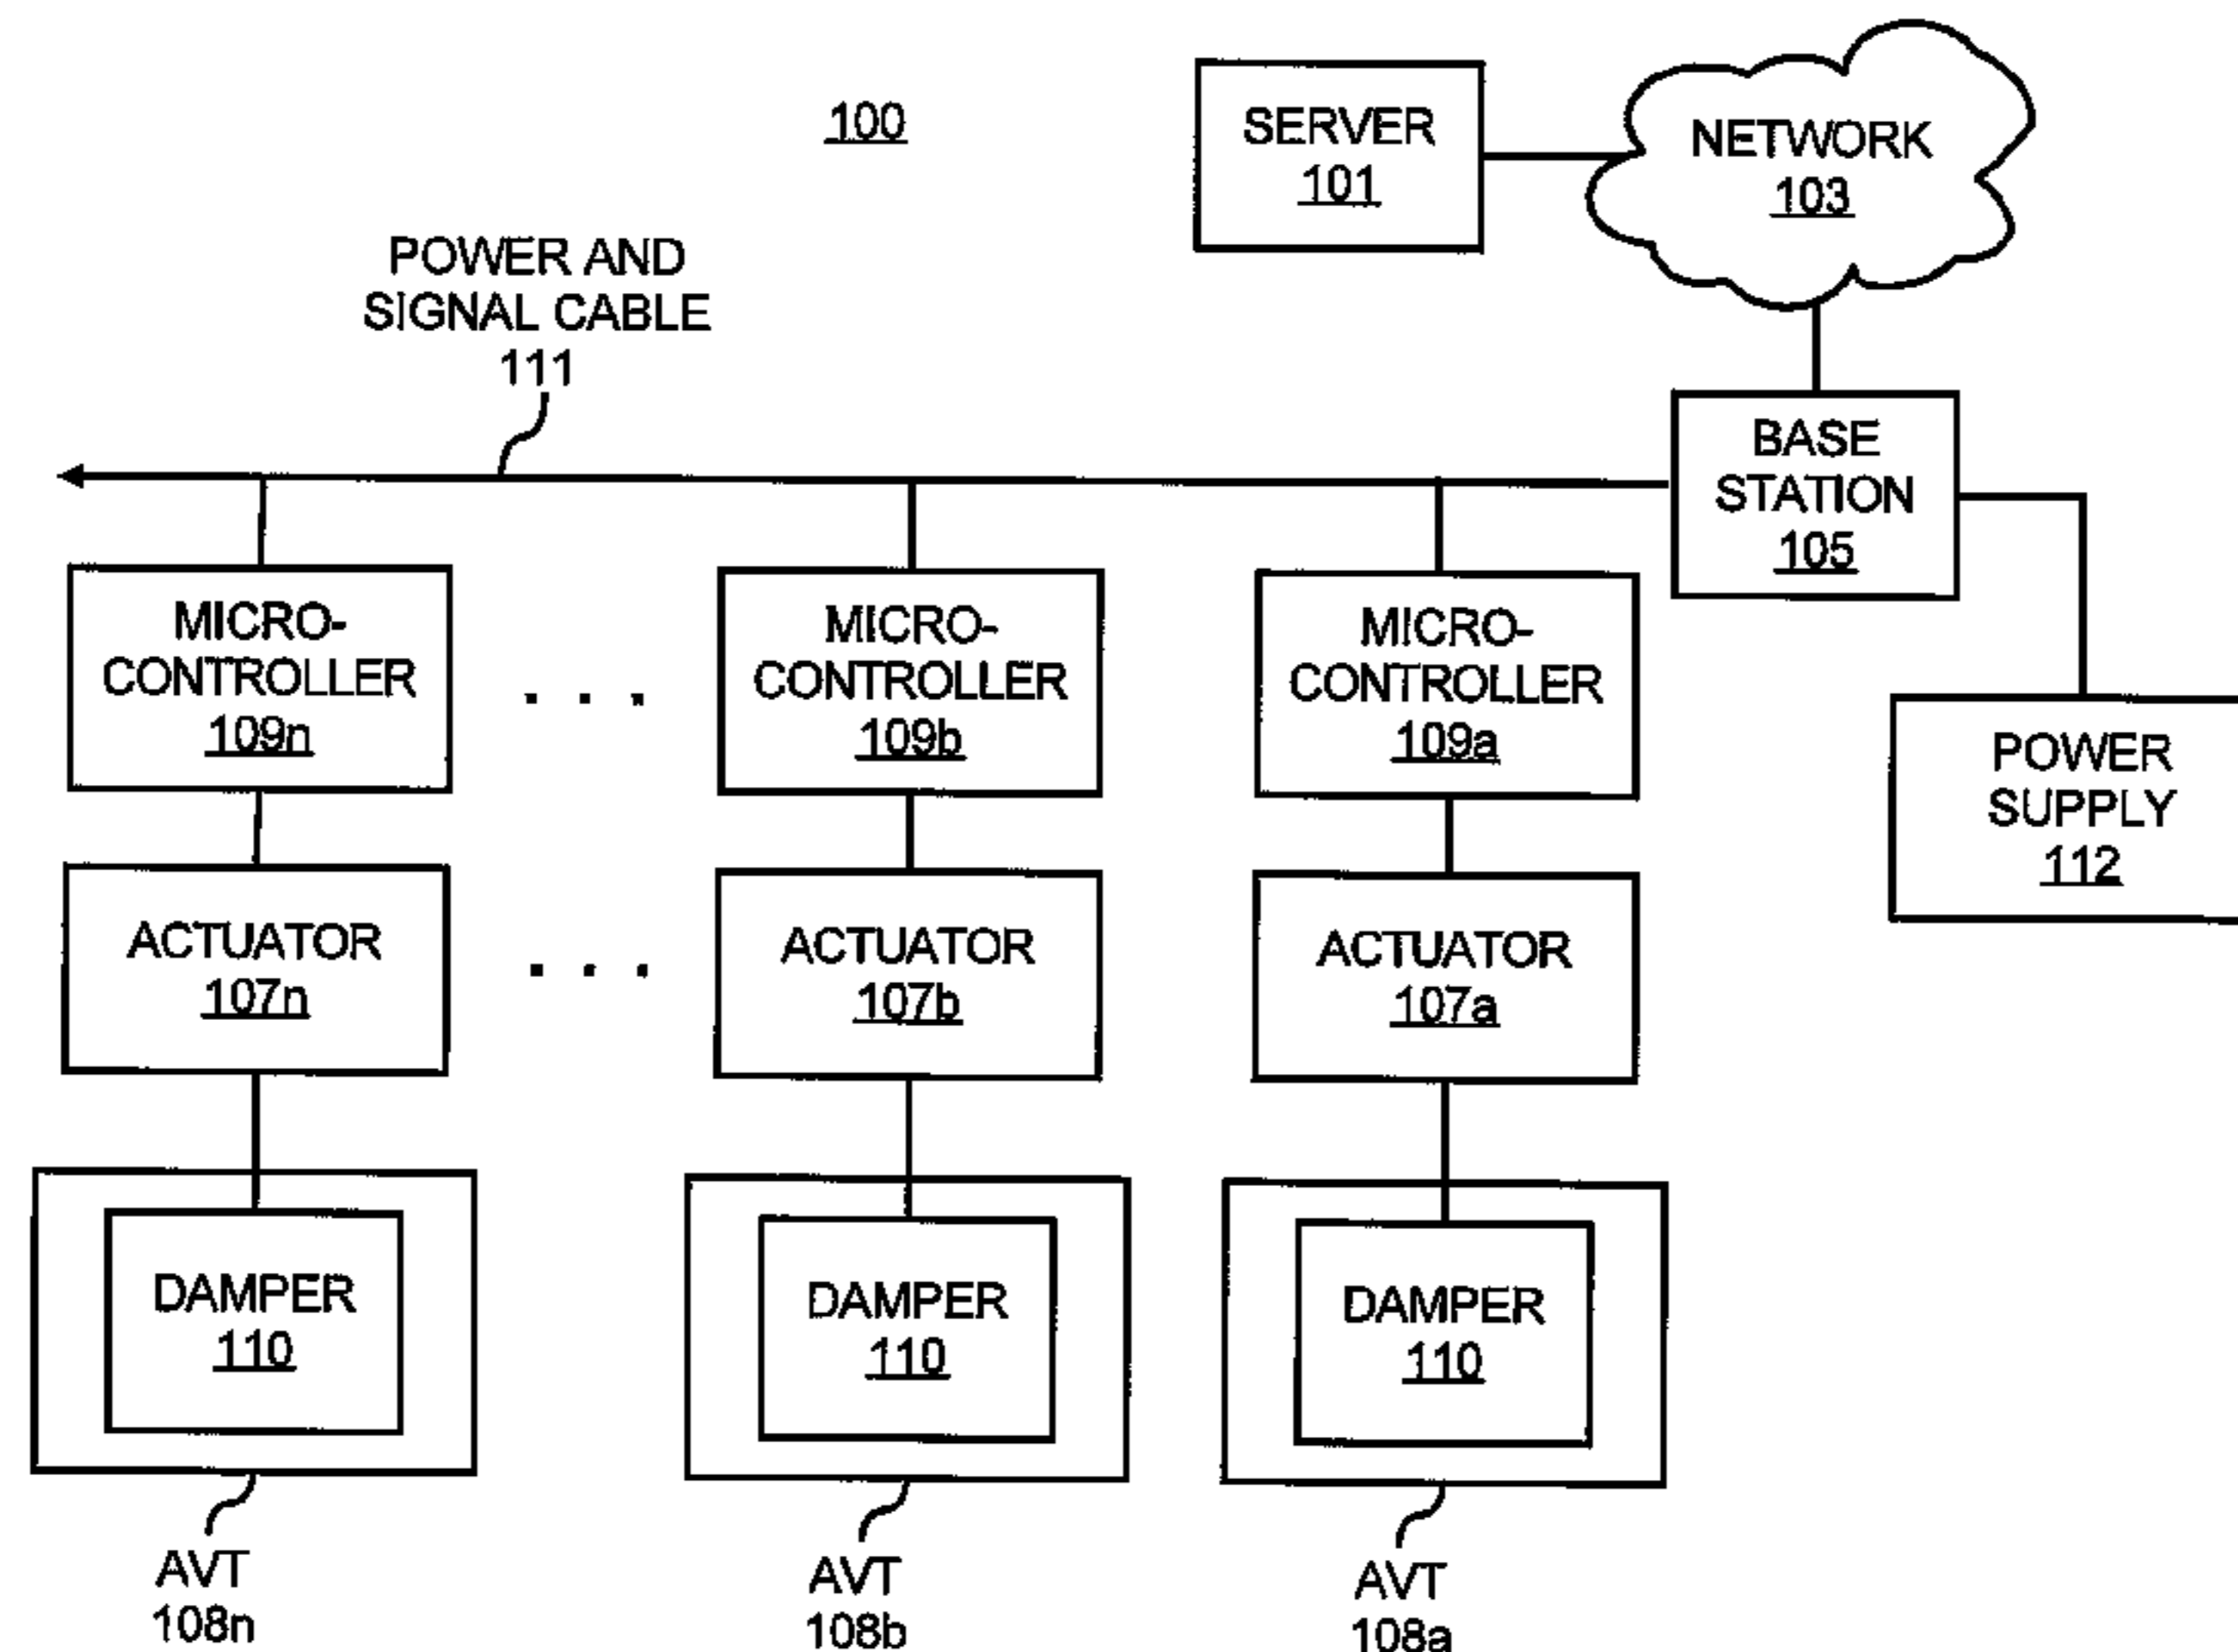 100
SERVER
101
NETWORK
103
POWER AND
SIGNAL CABLE
111
BASE
STATION
105
MICRO-
CONTROLLER
109n
. . .
MICRO-
CONTROLLER
109b
MICRO-
CONTROLLER
109a
POWER
SUPPLY
112
ACTUATOR
107n
. . .
ACTUATOR
107b
ACTUATOR
107a
DAMPER
110
DAMPER
110
DAMPER
110
AVT
108n
AVT
108b
AVT
108a